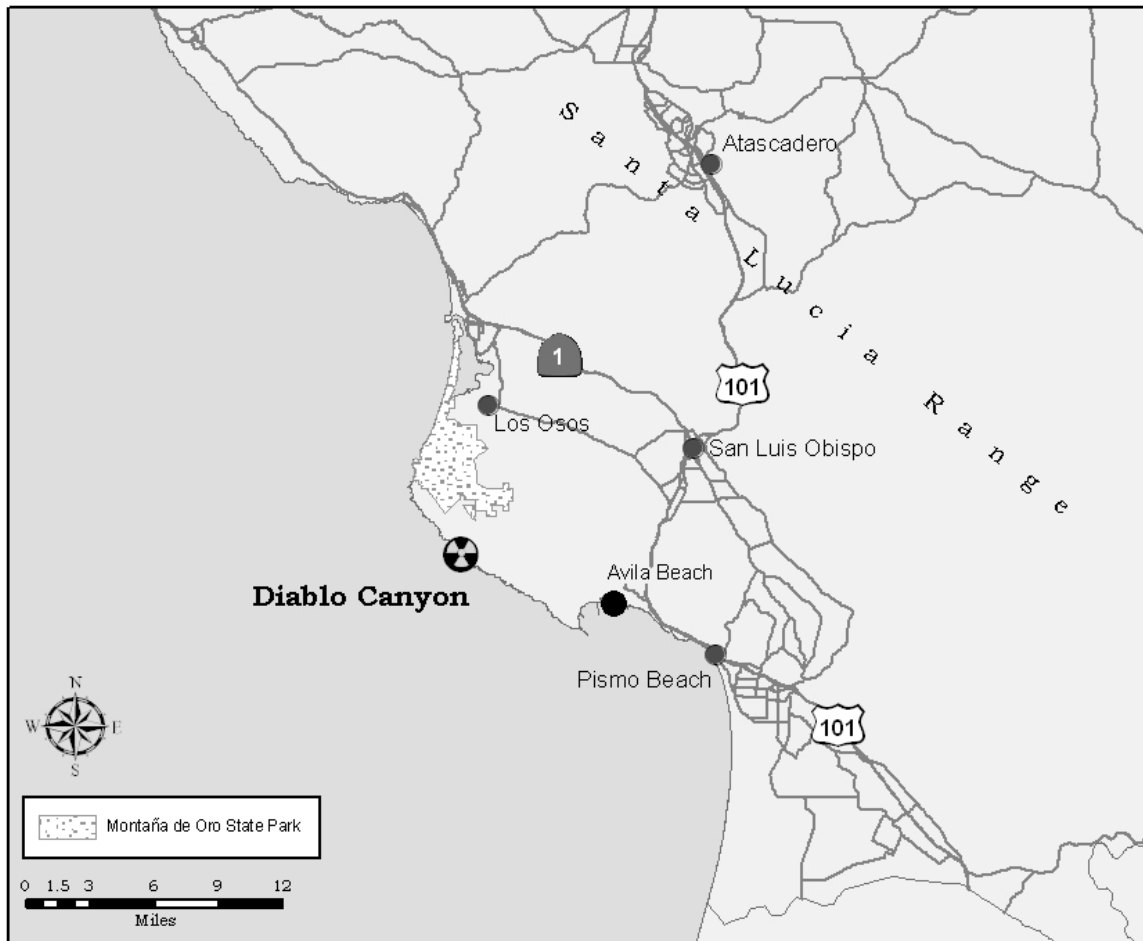 Santa Lucia Range
Atascadero
1
101
Los Osos
San Luis Obispo
Avila Beach
Diablo Canyon
Pismo Beach
N
W E
S
101
Montaña de Oro State Park
0 1.5 3 6 9 12
Miles